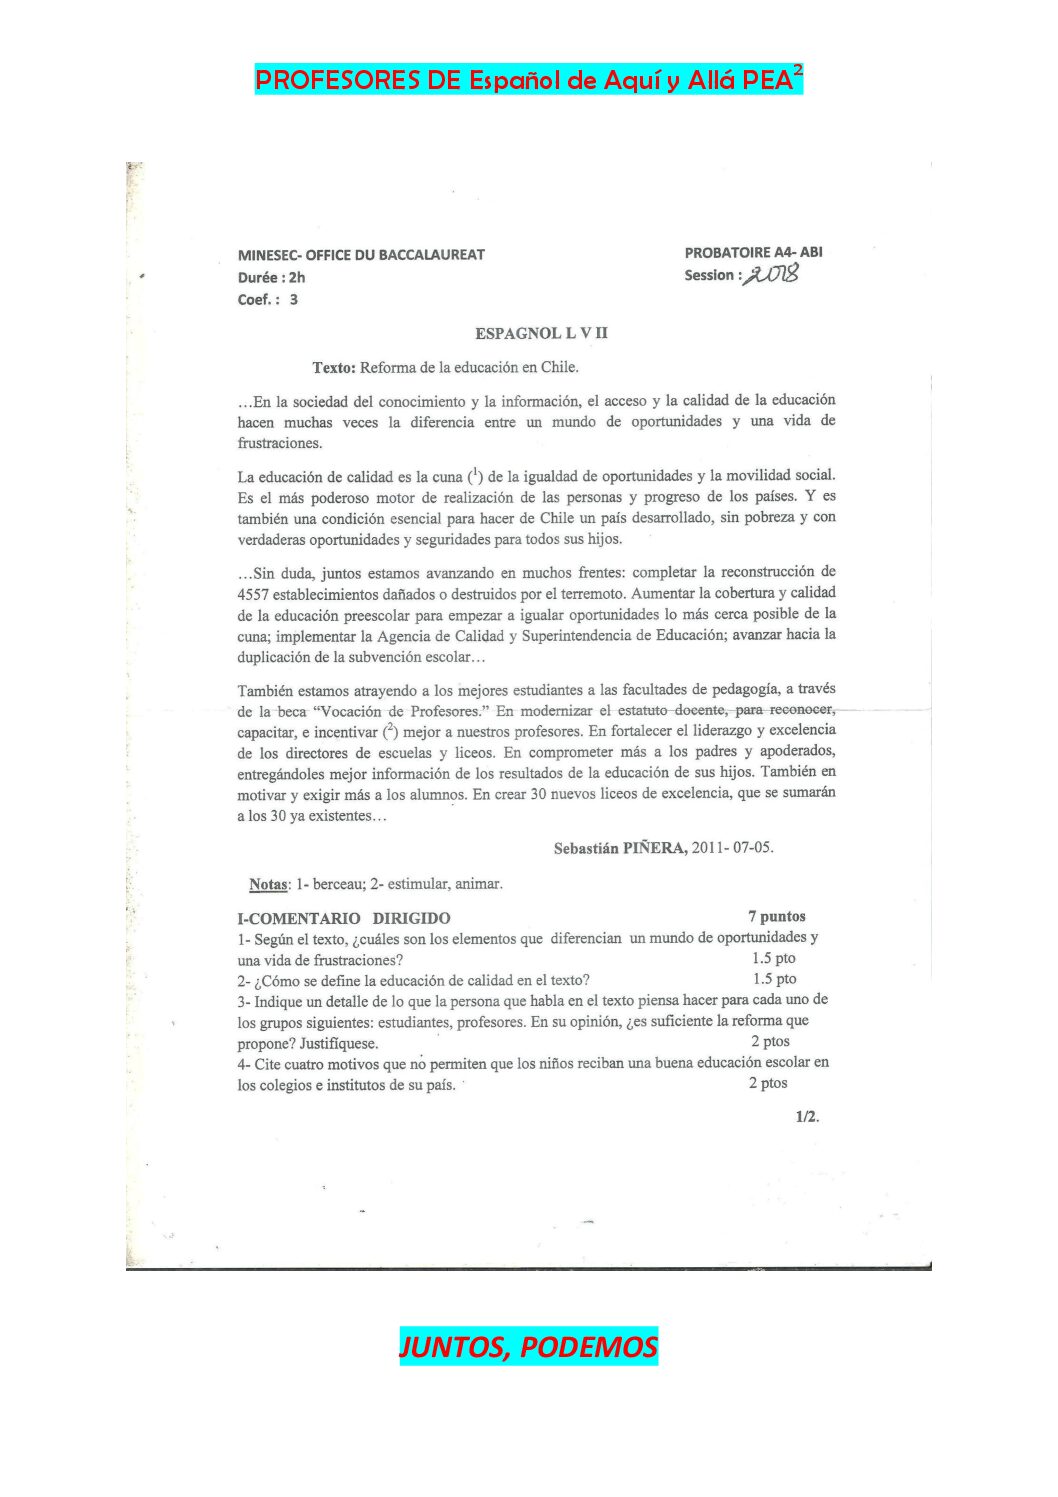 PROFESORES DE Español de Aquí y Allá PEA²
MINESEC- OFFICE DU BACCALAUREAT
PROBATOIRE A4- ABI
Durée : 2h
Session : 2018
Coef. : 3
ESPAGNOL L V II
Texto: Reforma de la educación en Chile.
…En la sociedad del conocimiento y la información, el acceso y la calidad de la educación
hacen muchas veces la diferencia entre un mundo de oportunidades y una vida de
frustraciones.
La educación de calidad es la cuna (¹) de la igualdad de oportunidades y la movilidad social.
Es el más poderoso motor de realización de las personas y progreso de los países. Y es
también una condición esencial para hacer de Chile un país desarrollado, sin pobreza y con
verdaderas oportunidades y seguridades para todos sus hijos.
…Sin duda, juntos estamos avanzando en muchos frentes: completar la reconstrucción de
4557 establecimientos dañados o destruidos por el terremoto. Aumentar la cobertura y calidad
de la educación preescolar para empezar a igualar oportunidades lo más cerca posible de la
cuna; implementar la Agencia de Calidad y Superintendencia de Educación; avanzar hacia la
duplicación de la subvención escolar…
También estamos atrayendo a los mejores estudiantes a las facultades de pedagogía, a través
de la beca “Vocación de Profesores.” En modernizar el estatuto docente, para reconocer,
capacitar, e incentivar (²) mejor a nuestros profesores. En fortalecer el liderazgo y excelencia
de los directores de escuelas y liceos. En comprometer más a los padres y apoderados,
entregándoles mejor información de los resultados de la educación de sus hijos. También en
motivar y exigir más a los alumnos. En crear 30 nuevos liceos de excelencia, que se sumarán
a los 30 ya existentes…
Sebastián PIÑERA, 2011- 07-05.
Notas: 1- berceau; 2- estimular, animar.
I-COMENTARIO DIRIGIDO 7 puntos
1- Según el texto, ¿cuáles son los elementos que diferencian un mundo de oportunidades y
una vida de frustraciones? 1.5 pto
2- ¿Cómo se define la educación de calidad en el texto? 1.5 pto
3- Indique un detalle de lo que la persona que habla en el texto piensa hacer para cada uno de
los grupos siguientes: estudiantes, profesores. En su opinión, ¿es suficiente la reforma que
propone? Justifíquese. 2 ptos
4- Cite cuatro motivos que no permiten que los niños reciban una buena educación escolar en
los colegios e institutos de su país. 2 ptos
1/2.
JUNTOS, PODEMOS